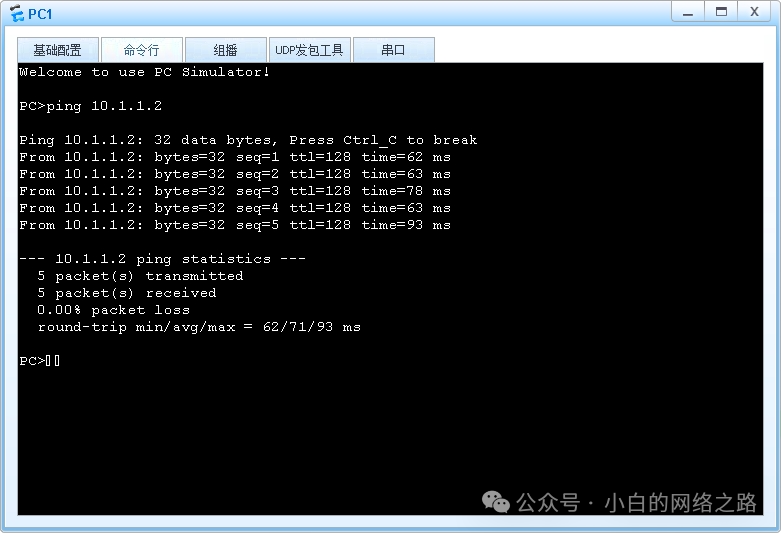 PC1
基础配置 命令行 组播 UDP发包工具 串口
Welcome to use PC Simulator!
PC>ping 10.1.1.2
Ping 10.1.1.2: 32 data bytes, Press Ctrl_C to break
From 10.1.1.2: bytes=32 seq=1 ttl=128 time=62 ms
From 10.1.1.2: bytes=32 seq=2 ttl=128 time=63 ms
From 10.1.1.2: bytes=32 seq=3 ttl=128 time=78 ms
From 10.1.1.2: bytes=32 seq=4 ttl=128 time=63 ms
From 10.1.1.2: bytes=32 seq=5 ttl=128 time=93 ms
--- 10.1.1.2 ping statistics ---
5 packet(s) transmitted
5 packet(s) received
0.00% packet loss
round-trip min/avg/max = 62/71/93 ms
PC>
公众号 · 小白的网络之路